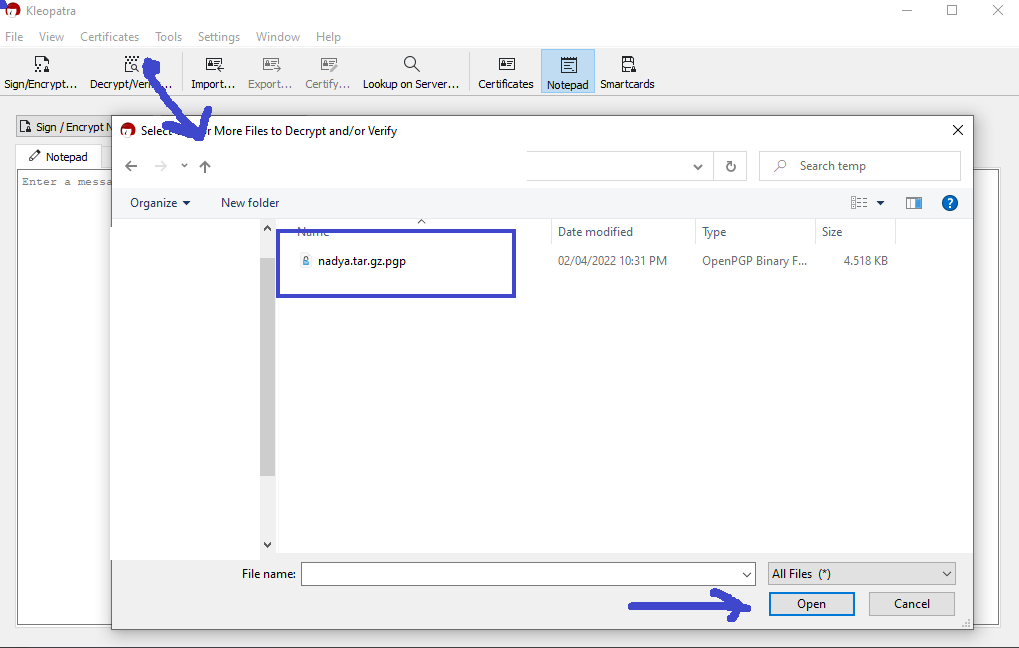 Kleopatra
File View Certificates Tools Settings Window Help
Sign/Encrypt... Decrypt/Veri... Import... Export... Certify... Lookup on Server... Certificates Notepad Smartcards
Sign / Encrypt N
Select r More Files to Decrypt and/or Verify
Notepad
Search temp
Enter a messa
Organize New folder
Name Date modified Type Size
nadya.tar.gz.pgp 02/04/2022 10:31 PM OpenPGP Binary F... 4.518 KB
File name: All Files (*)
Open Cancel